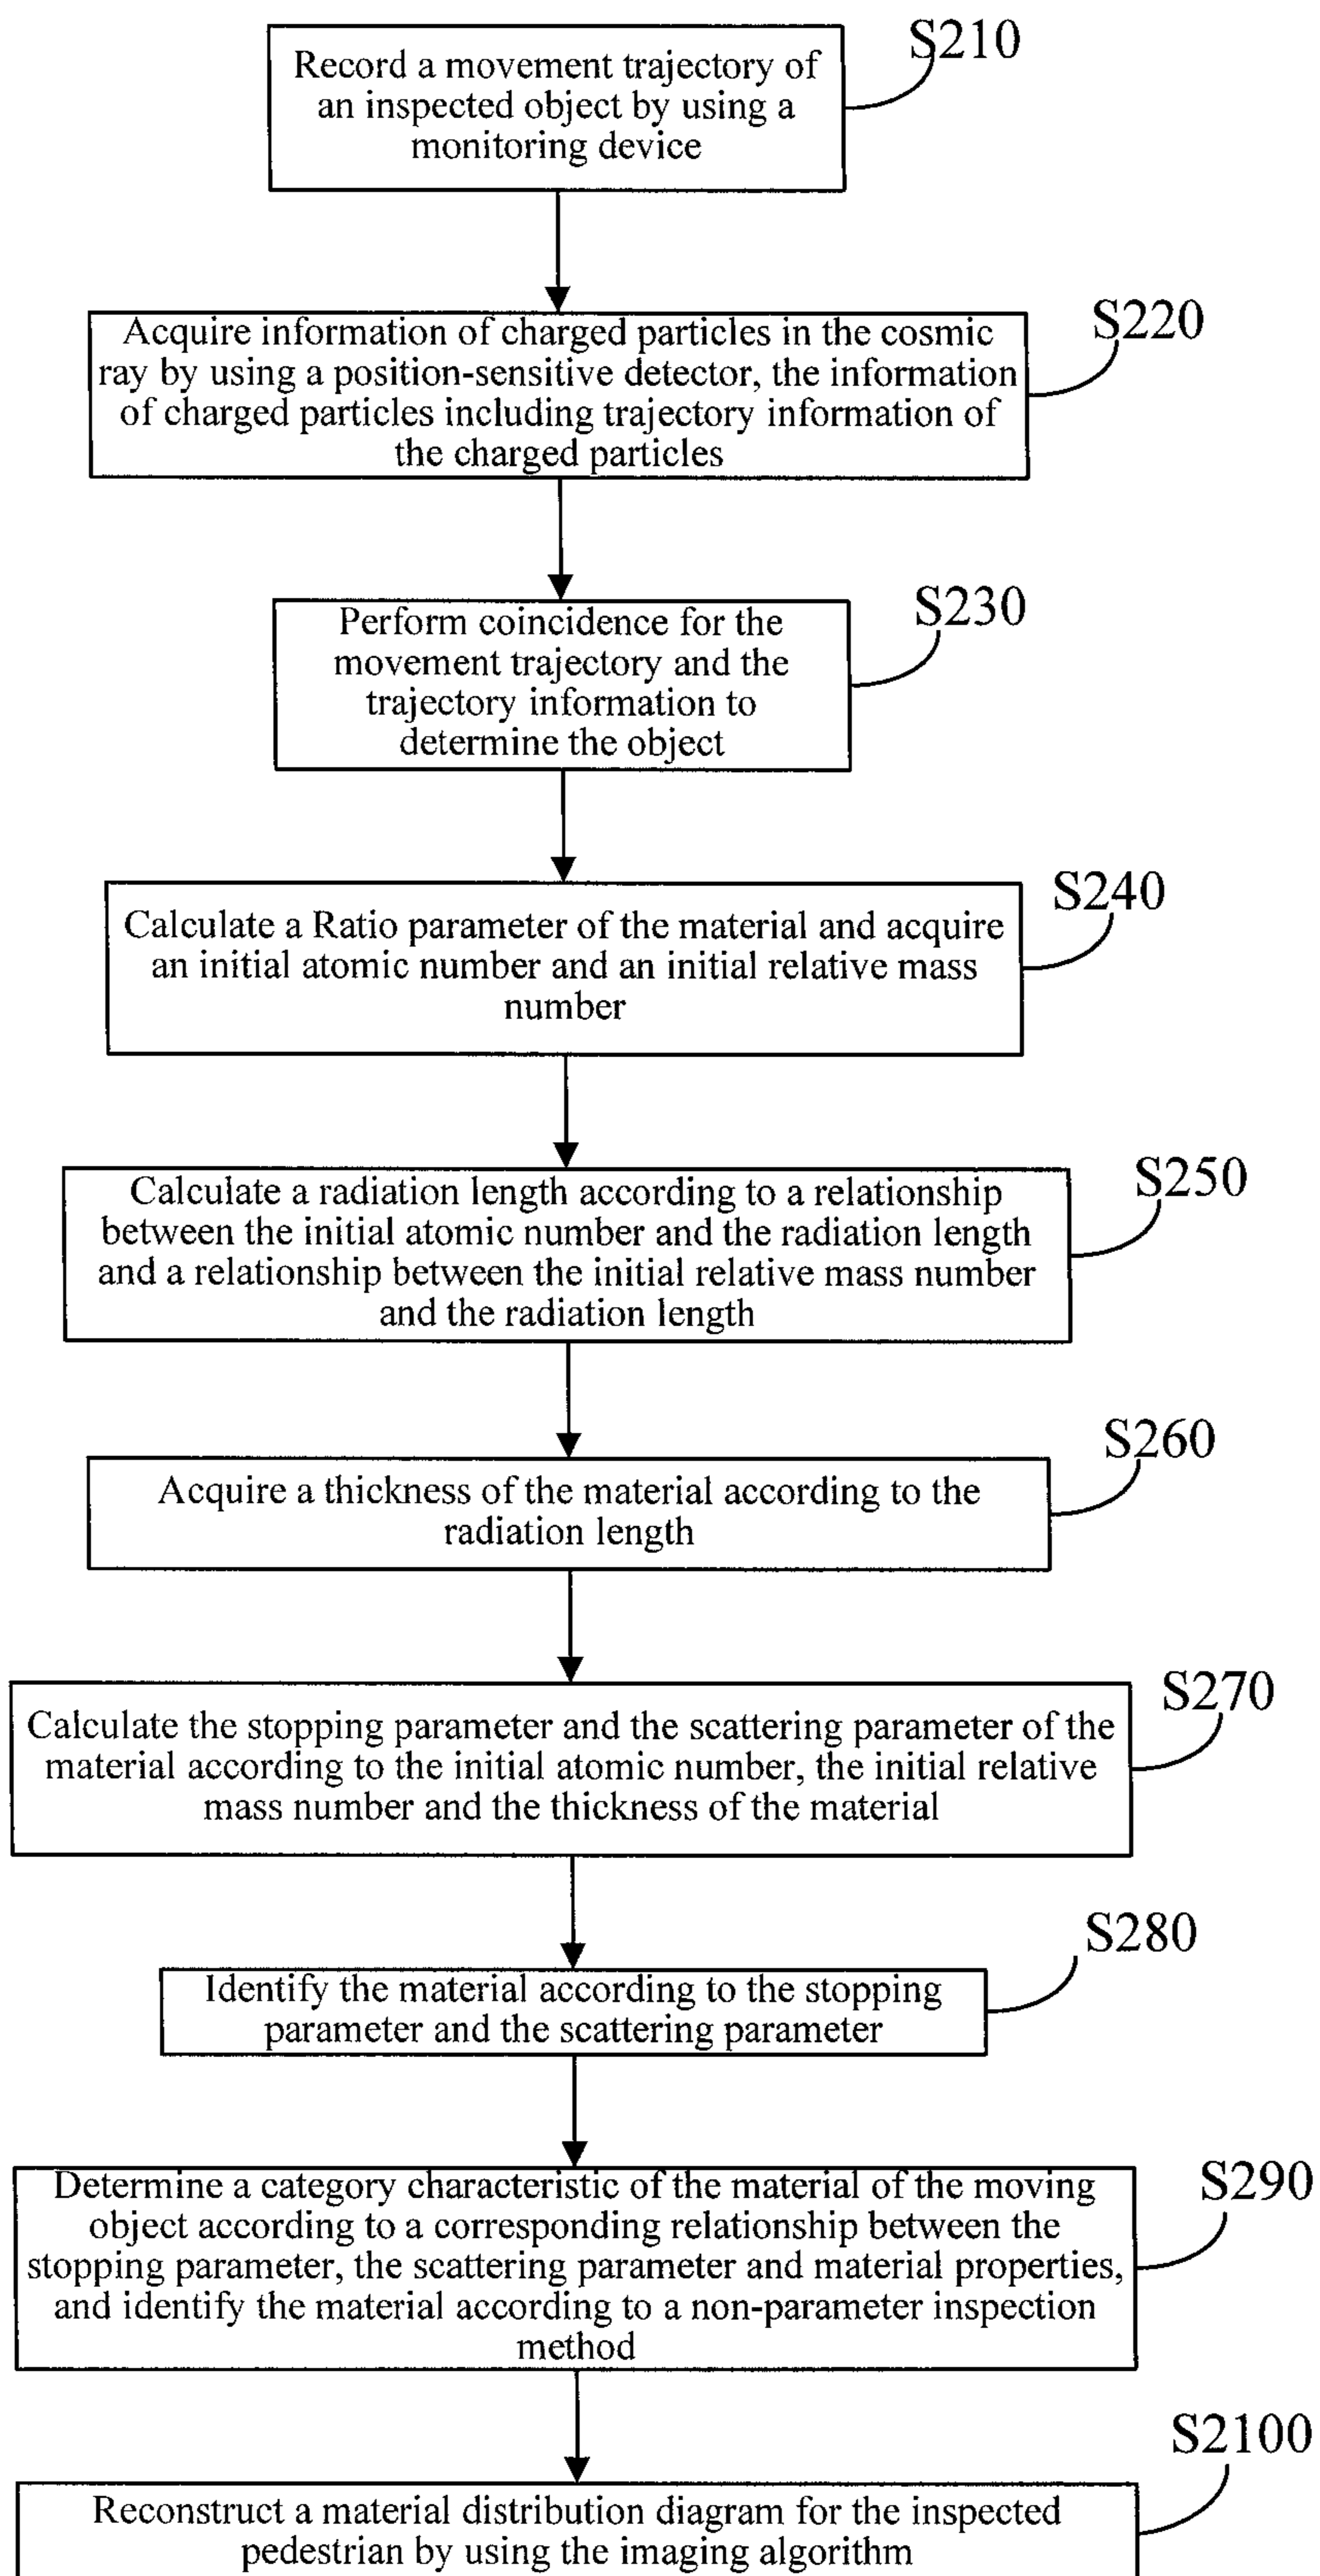 S210
Record a movement trajectory of
an inspected object by using a
monitoring device
S220
Acquire information of charged particles in the cosmic
ray by using a position-sensitive detector, the information
of charged particles including trajectory information of
the charged particles
S230
Perform coincidence for the
movement trajectory and the
trajectory information to
determine the object
S240
Calculate a Ratio parameter of the material and acquire
an initial atomic number and an initial relative mass
number
S250
Calculate a radiation length according to a relationship
between the initial atomic number and the radiation length
and a relationship between the initial relative mass number
and the radiation length
S260
Acquire a thickness of the material according to the
radiation length
S270
Calculate the stopping parameter and the scattering parameter of the
material according to the initial atomic number, the initial relative
mass number and the thickness of the material
S280
Identify the material according to the stopping
parameter and the scattering parameter
S290
Determine a category characteristic of the material of the moving
object according to a corresponding relationship between the
stopping parameter, the scattering parameter and material properties,
and identify the material according to a non-parameter inspection
method
S2100
Reconstruct a material distribution diagram for the inspected
pedestrian by using the imaging algorithm